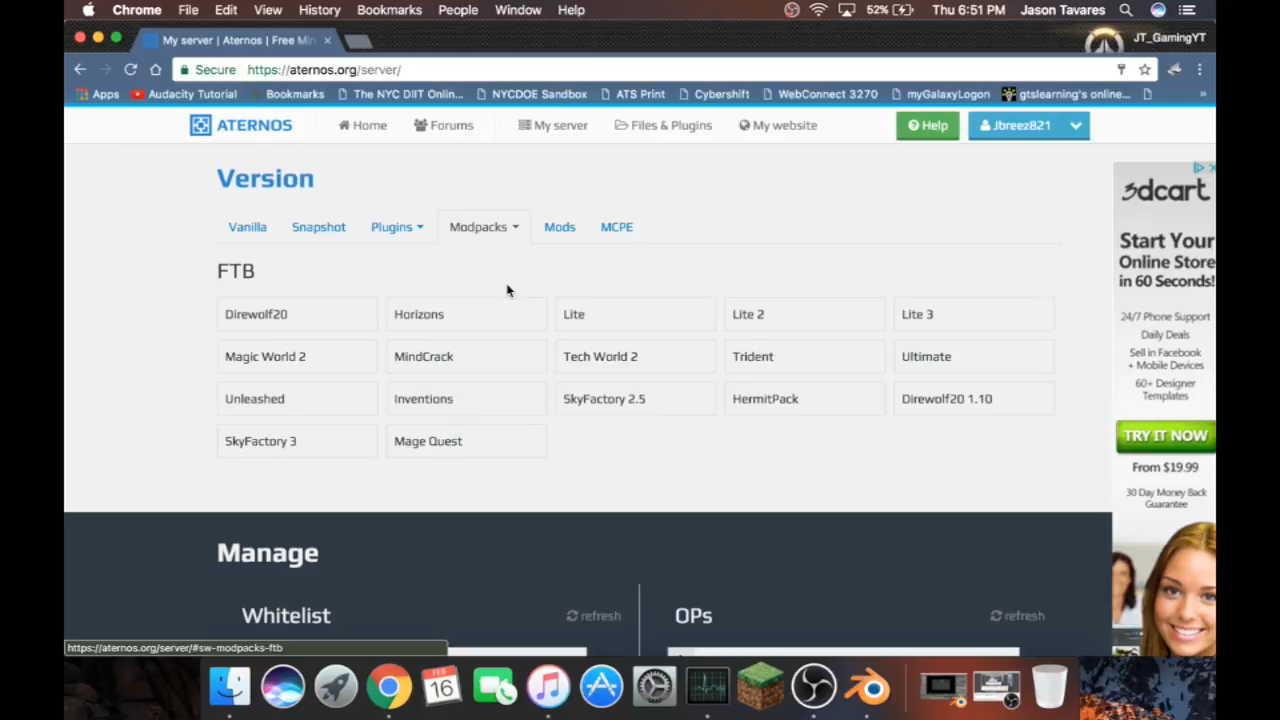 Chrome File Edit View History Bookmarks People Window Help 52% Thu 6:51 PM Jason Tavares
My server | Aternos | Free Min × JT_GamingYT
Secure https://aternos.org/server/
Apps Audacity Tutorial Bookmarks The NYC DIIT Onlin... NYCDOE Sandbox ATS Print Cybershift WebConnect 3270 myGalaxyLogon gtslearning's online... »
ATERNOS Home Forums My server Files & Plugins My website Help Jbreez821
Version
Vanilla Snapshot Plugins Modpacks Mods MCPE
FTB
Direwolf20 Horizons Lite Lite 2 Lite 3
Magic World 2 MindCrack Tech World 2 Trident Ultimate
Unleashed Inventions SkyFactory 2.5 HermitPack Direwolf20 1.10
SkyFactory 3 Mage Quest
3dcart
Start Your
Online Store
in 60 Seconds!
24/7 Phone Support
Daily Deals
Sell in Facebook
+ Mobile Devices
60+ Designer
Templates
TRY IT NOW
From $19.99
30 Day Money Back
Guarantee
Manage
Whitelist refresh OPs refresh
https://aternos.org/server/#sw-modpacks-ftb
FEB
16